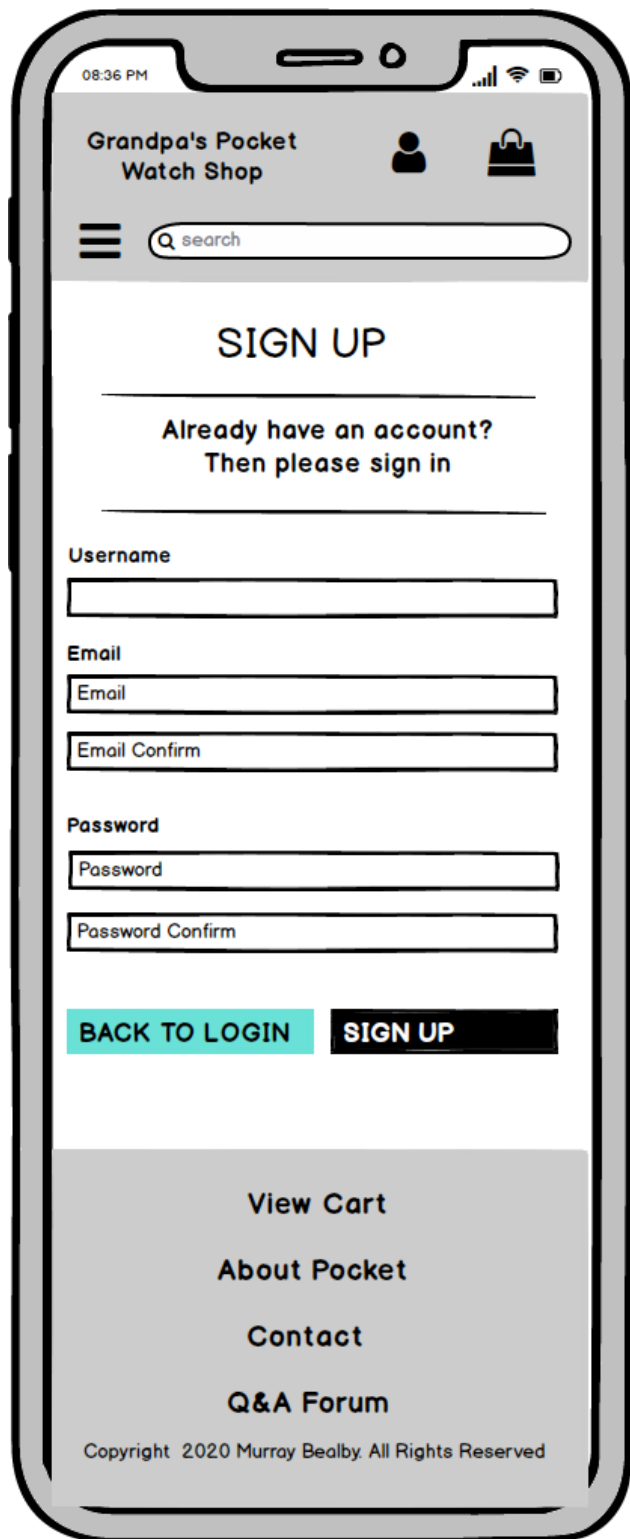 08:36 PM
Grandpa's Pocket
Watch Shop
search
SIGN UP
Already have an account?
Then please sign in
Username
Email
Email
Email Confirm
Password
Password
Password Confirm
BACK TO LOGIN
SIGN UP
View Cart
About Pocket
Contact
Q&A Forum
Copyright 2020 Murray Bealby. All Rights Reserved